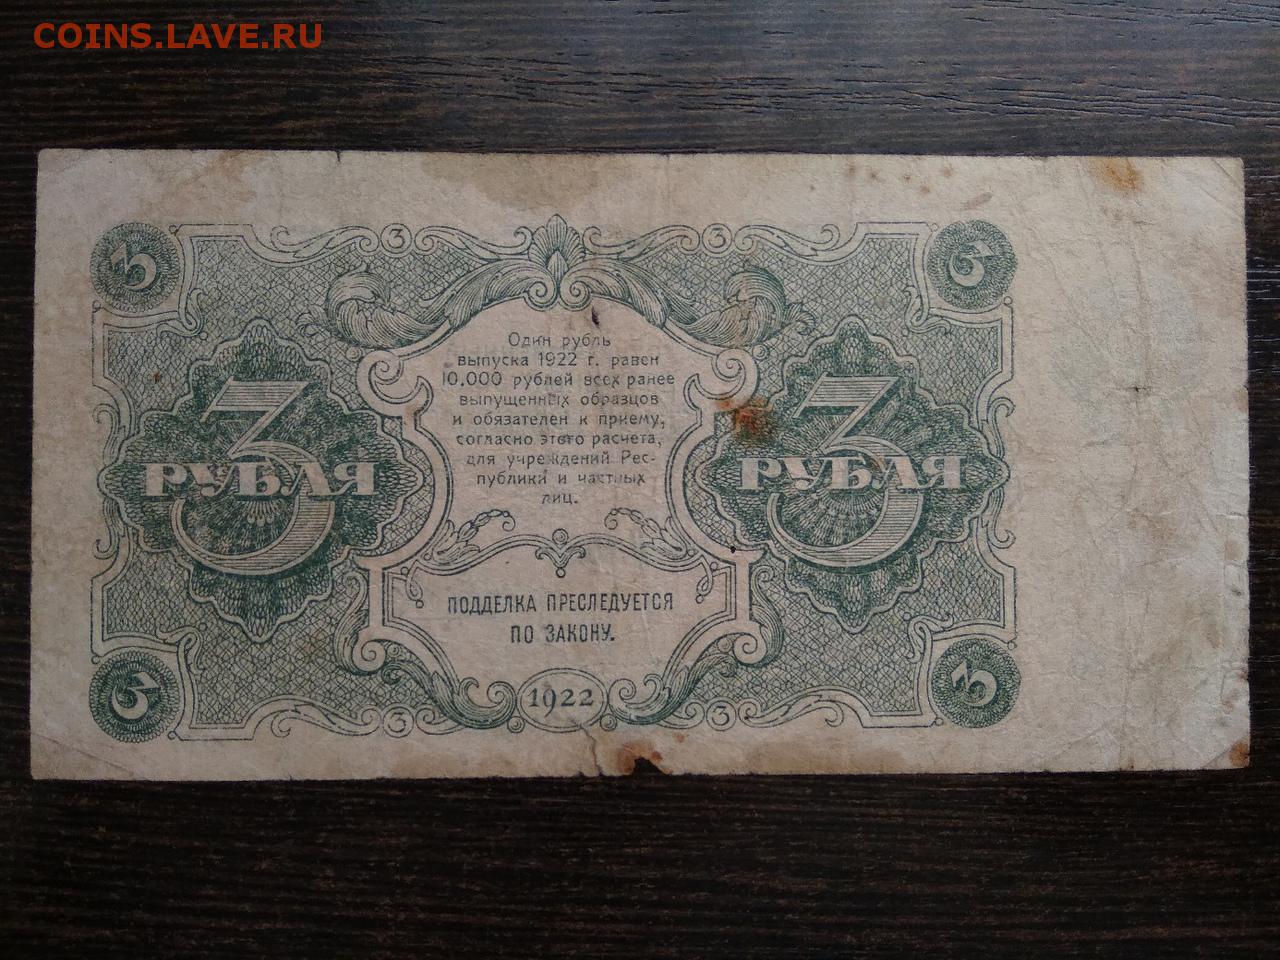 COINS.LAVE.RU
3 3 3 3
Один рубль
выпуска 1922 г. равен
10.000 рублей всех ранее
выпущенных образцов
и обязателен к приему,
согласно этого расчета,
для учреждений Рес-
публики и частных
лиц.
3
РУБЛЯ
3
РУБЛЯ
ПОДДЕЛКА ПРЕСЛЕДУЕТСЯ
ПО ЗАКОНУ.
3 3 1922 3 3